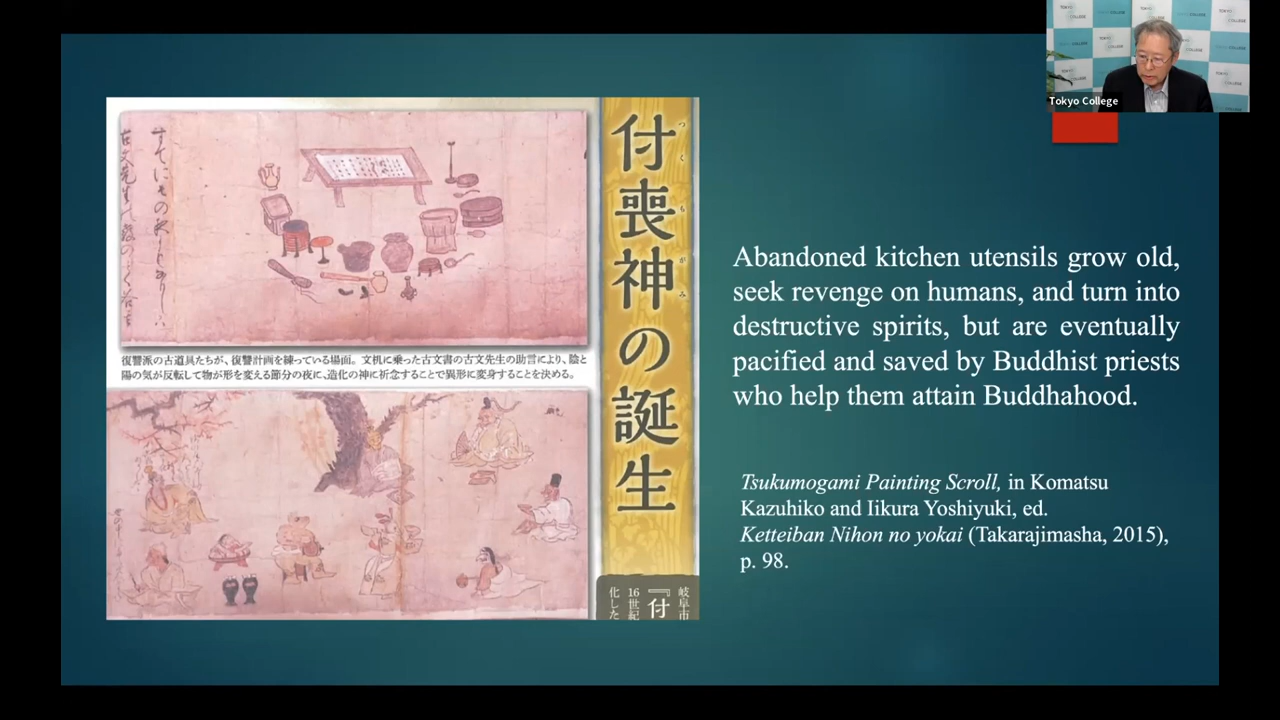 付喪神の誕生
つくもがみ
復讐派の古道具たちが、復讐計画を練っている場面。文机に乗った古文書の古文先生の助言により、陰と
陽の気が反転して物が形を変える節分の夜に、造化の神に祈念することで異形に変身することを決める。
岐阜市
『付
16世紀
化した
Abandoned kitchen utensils grow old,
seek revenge on humans, and turn into
destructive spirits, but are eventually
pacified and saved by Buddhist priests
who help them attain Buddhahood.
Tsukumogami Painting Scroll, in Komatsu
Kazuhiko and Iikura Yoshiyuki, ed.
Ketteiban Nihon no yokai (Takarajimasha, 2015),
p. 98.
TOKYO COLLEGE
Tokyo College